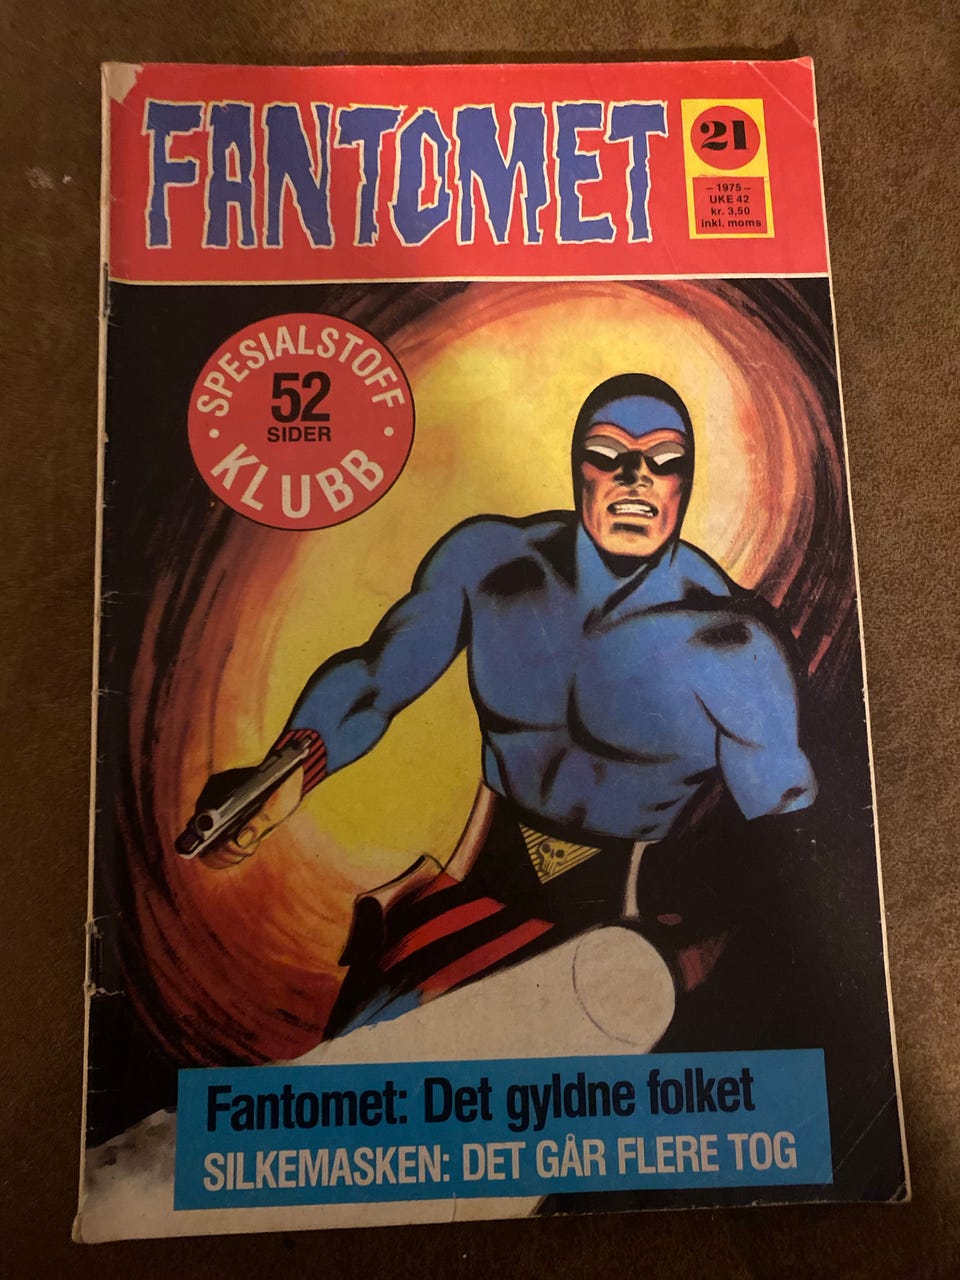 FANTOMET
21
– 1975 –
UKE 42
kr. 3,50
inkl. moms
SPESIALSTOFF
52
SIDER
• KLUBB •
Fantomet: Det gyldne folket
SILKEMASKEN: DET GÅR FLERE TOG